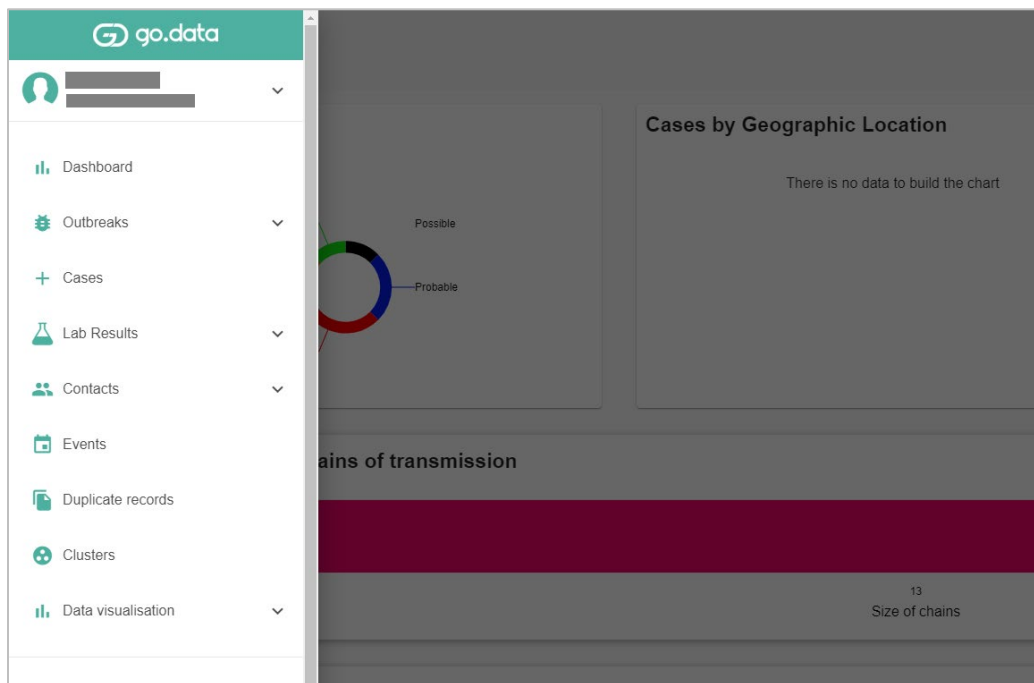 go.data
Dashboard
Outbreaks
Cases
Lab Results
Contacts
Events
Duplicate records
Clusters
Data visualisation
Cases by Geographic Location
There is no data to build the chart
Possible
Probable
ains of transmission
13
Size of chains